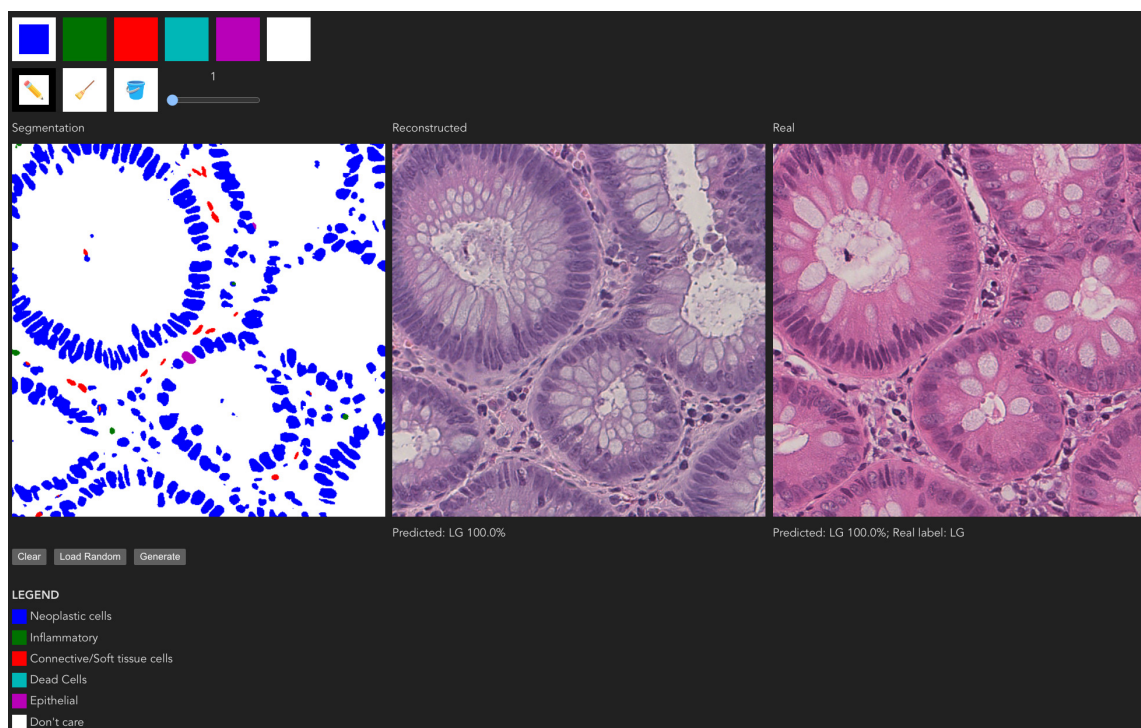 1
Segmentation
Reconstructed
Real
Predicted: LG 100.0%
Predicted: LG 100.0%; Real label: LG
Clear
Load Random
Generate
LEGEND
Neoplastic cells
Inflammatory
Connective/Soft tissue cells
Dead Cells
Epithelial
Don't care